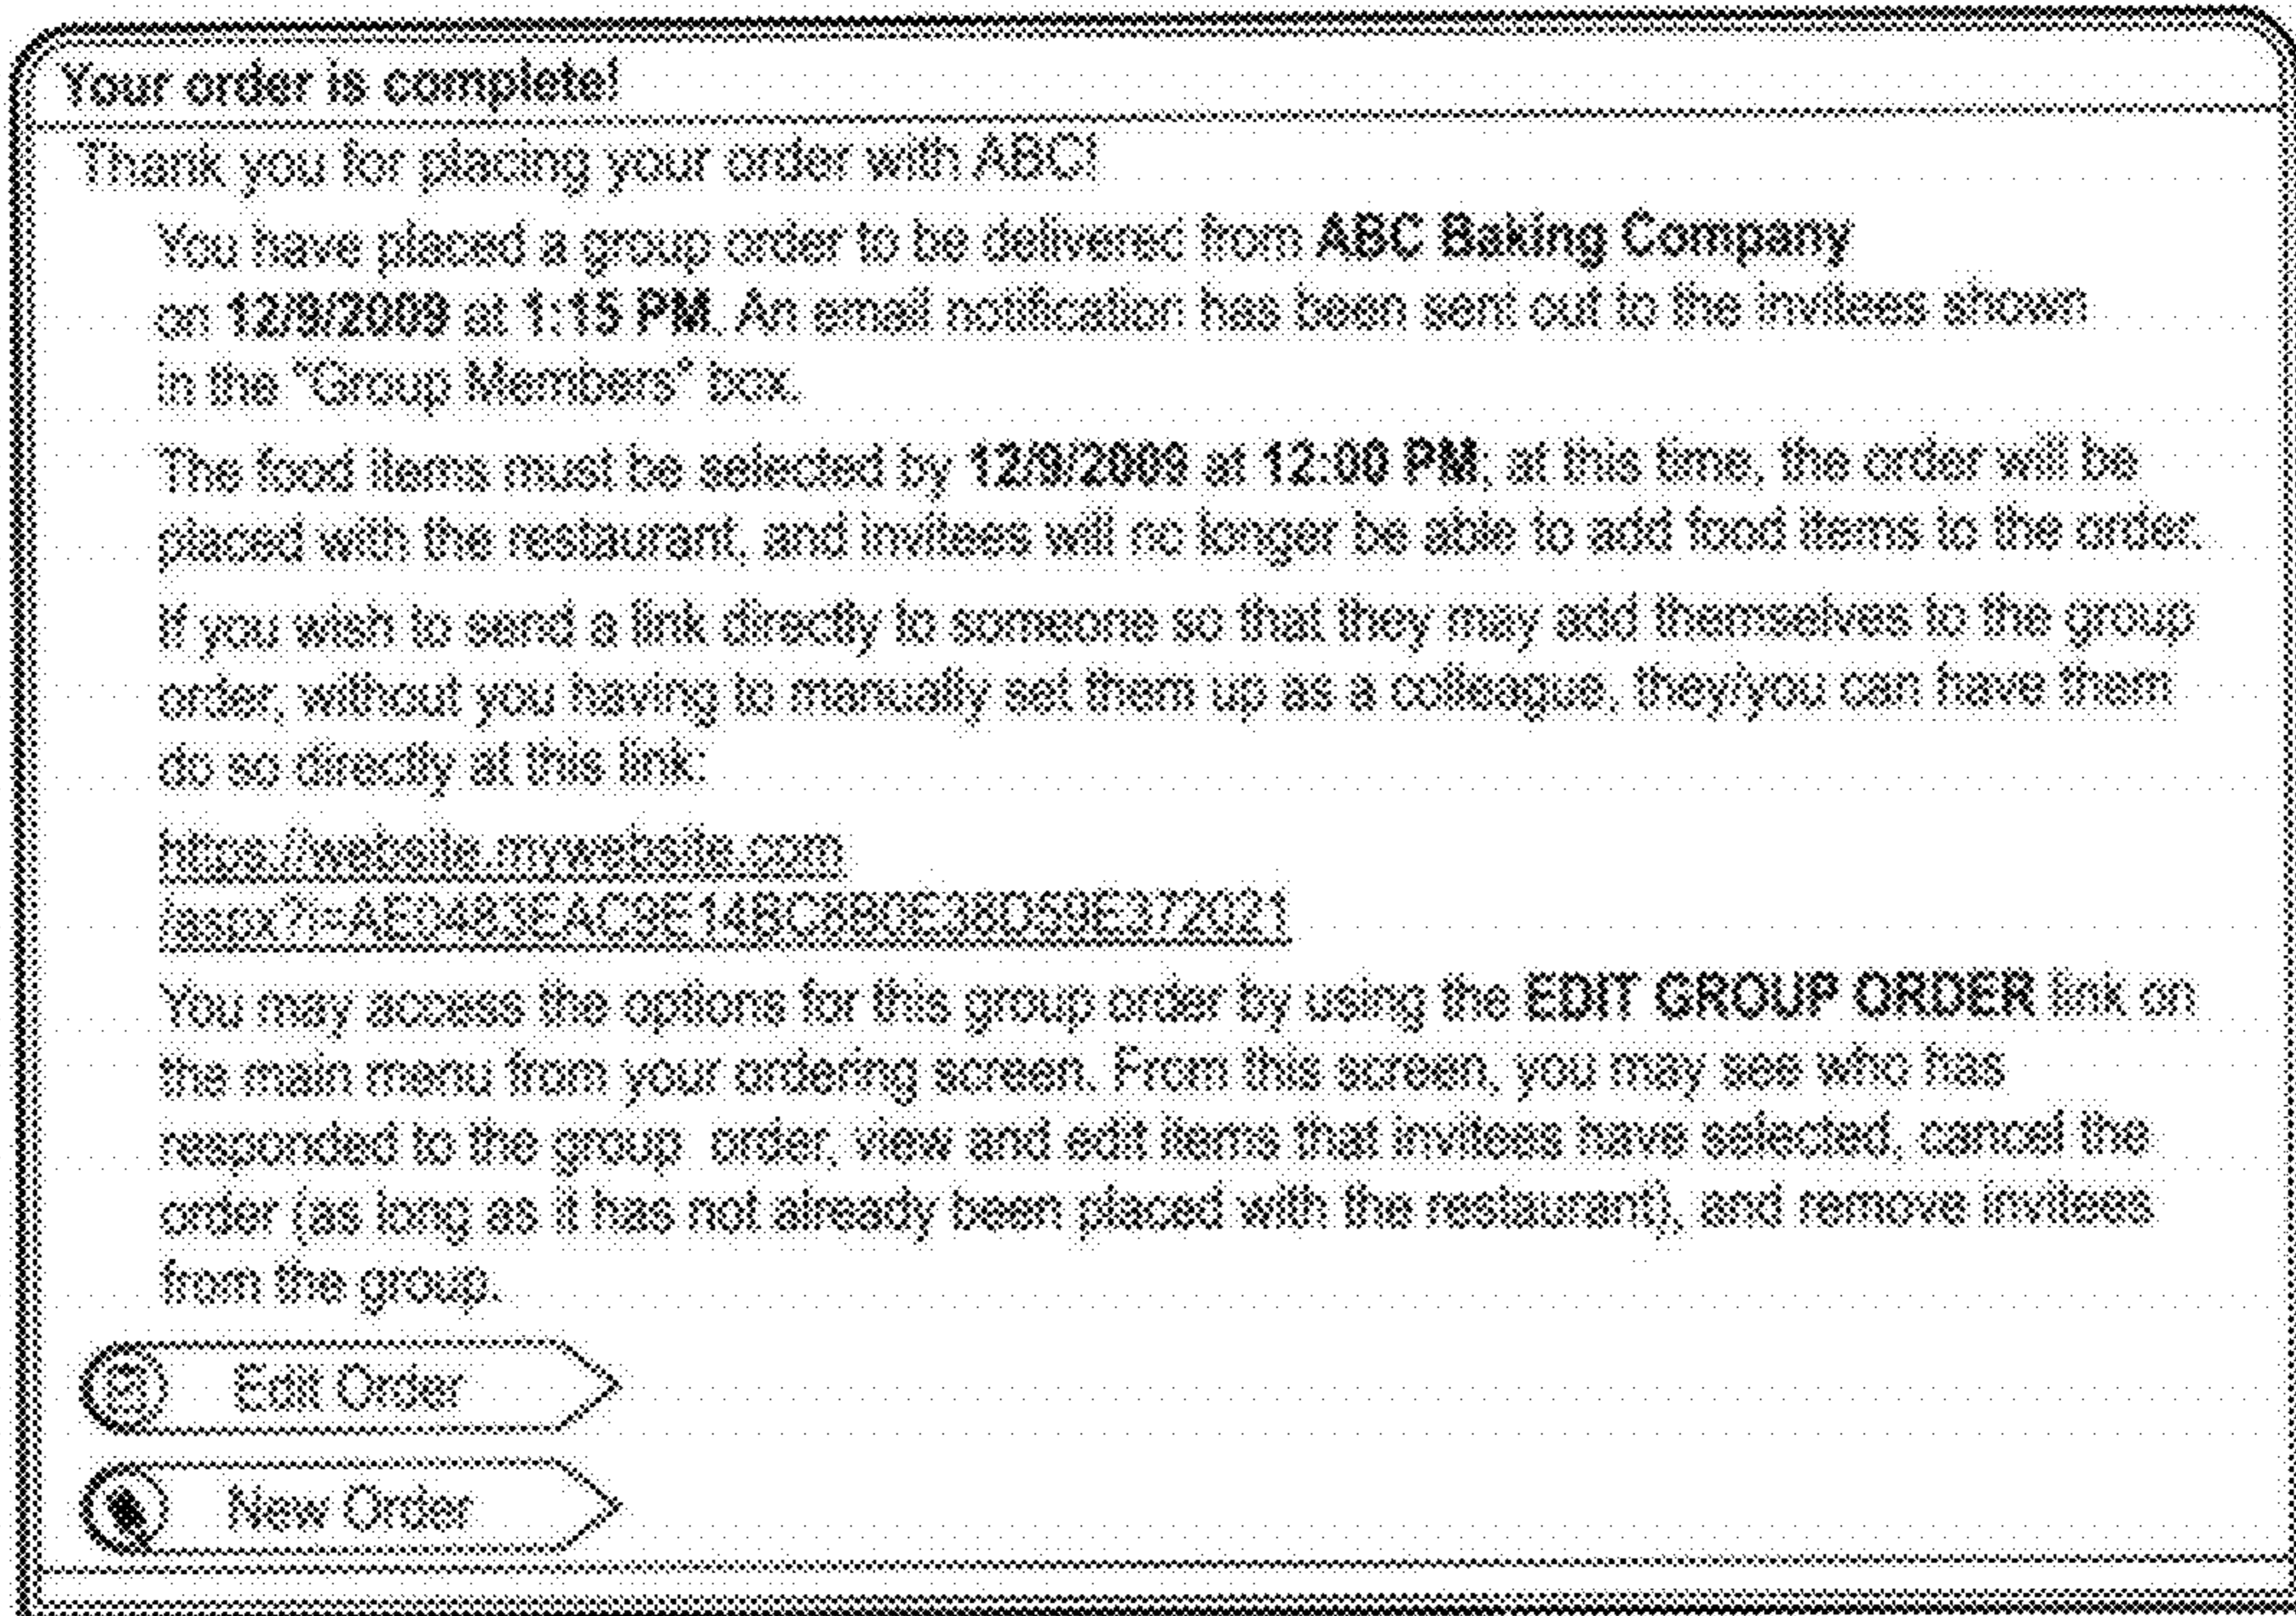 Your order is complete!
Thank you for placing your order with ABC!
You have placed a group order to be delivered from ABC Baking Company
on 12/9/2009 at 1:15 PM. An email notification has been sent out to the invitees shown
in the "Group Members" box.
The food items must be selected by 12/9/2009 at 12:00 PM, at this time, the order will be
placed with the restaurant, and invitees will no longer be able to add food items to the order.
If you wish to send a link directly to someone so that they may add themselves to the group
order, without you having to manually set them up as a colleague, they/you can have them
do so directly at this link:
https://website.mywebsite.com
You may access the options for this group order by using the EDIT GROUP ORDER link on
the main menu from your ordering screen. From this screen, you may see who has
responded to the group order, view and edit items that invitees have selected, cancel the
order (as long as it has not already been placed with the restaurant), and remove invitees
from the group.
Edit Order
New Order